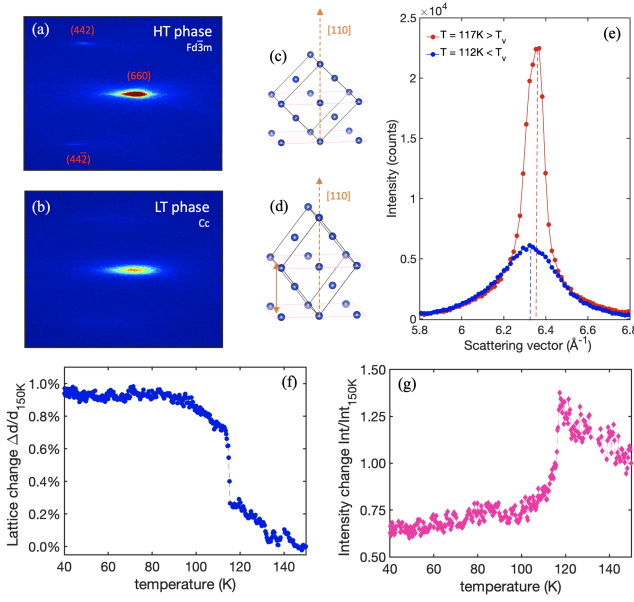 (a)
HT phase
Fd3̄m
(442)
(660)
(442̄)
(b)
LT phase
Cc
(c)
[110]
(d)
[110]
(e)
2.5 ×10⁴
T = 117K > Tᵥ
T = 112K < Tᵥ
2.0
1.5
1.0
0.5
0
Intensity (counts)
5.8 6 6.2 6.4 6.6 6.8
Scattering vector (Å⁻¹)
(f)
1.0%
0.8%
0.6%
0.4%
0.2%
0.0%
Lattice change Δd/d150K
40 60 80 100 120 140
temperature (K)
(g)
1.50
1.25
1.00
0.75
0.50
Intensity change Int/Int150K
40 60 80 100 120 140
temperature (K)